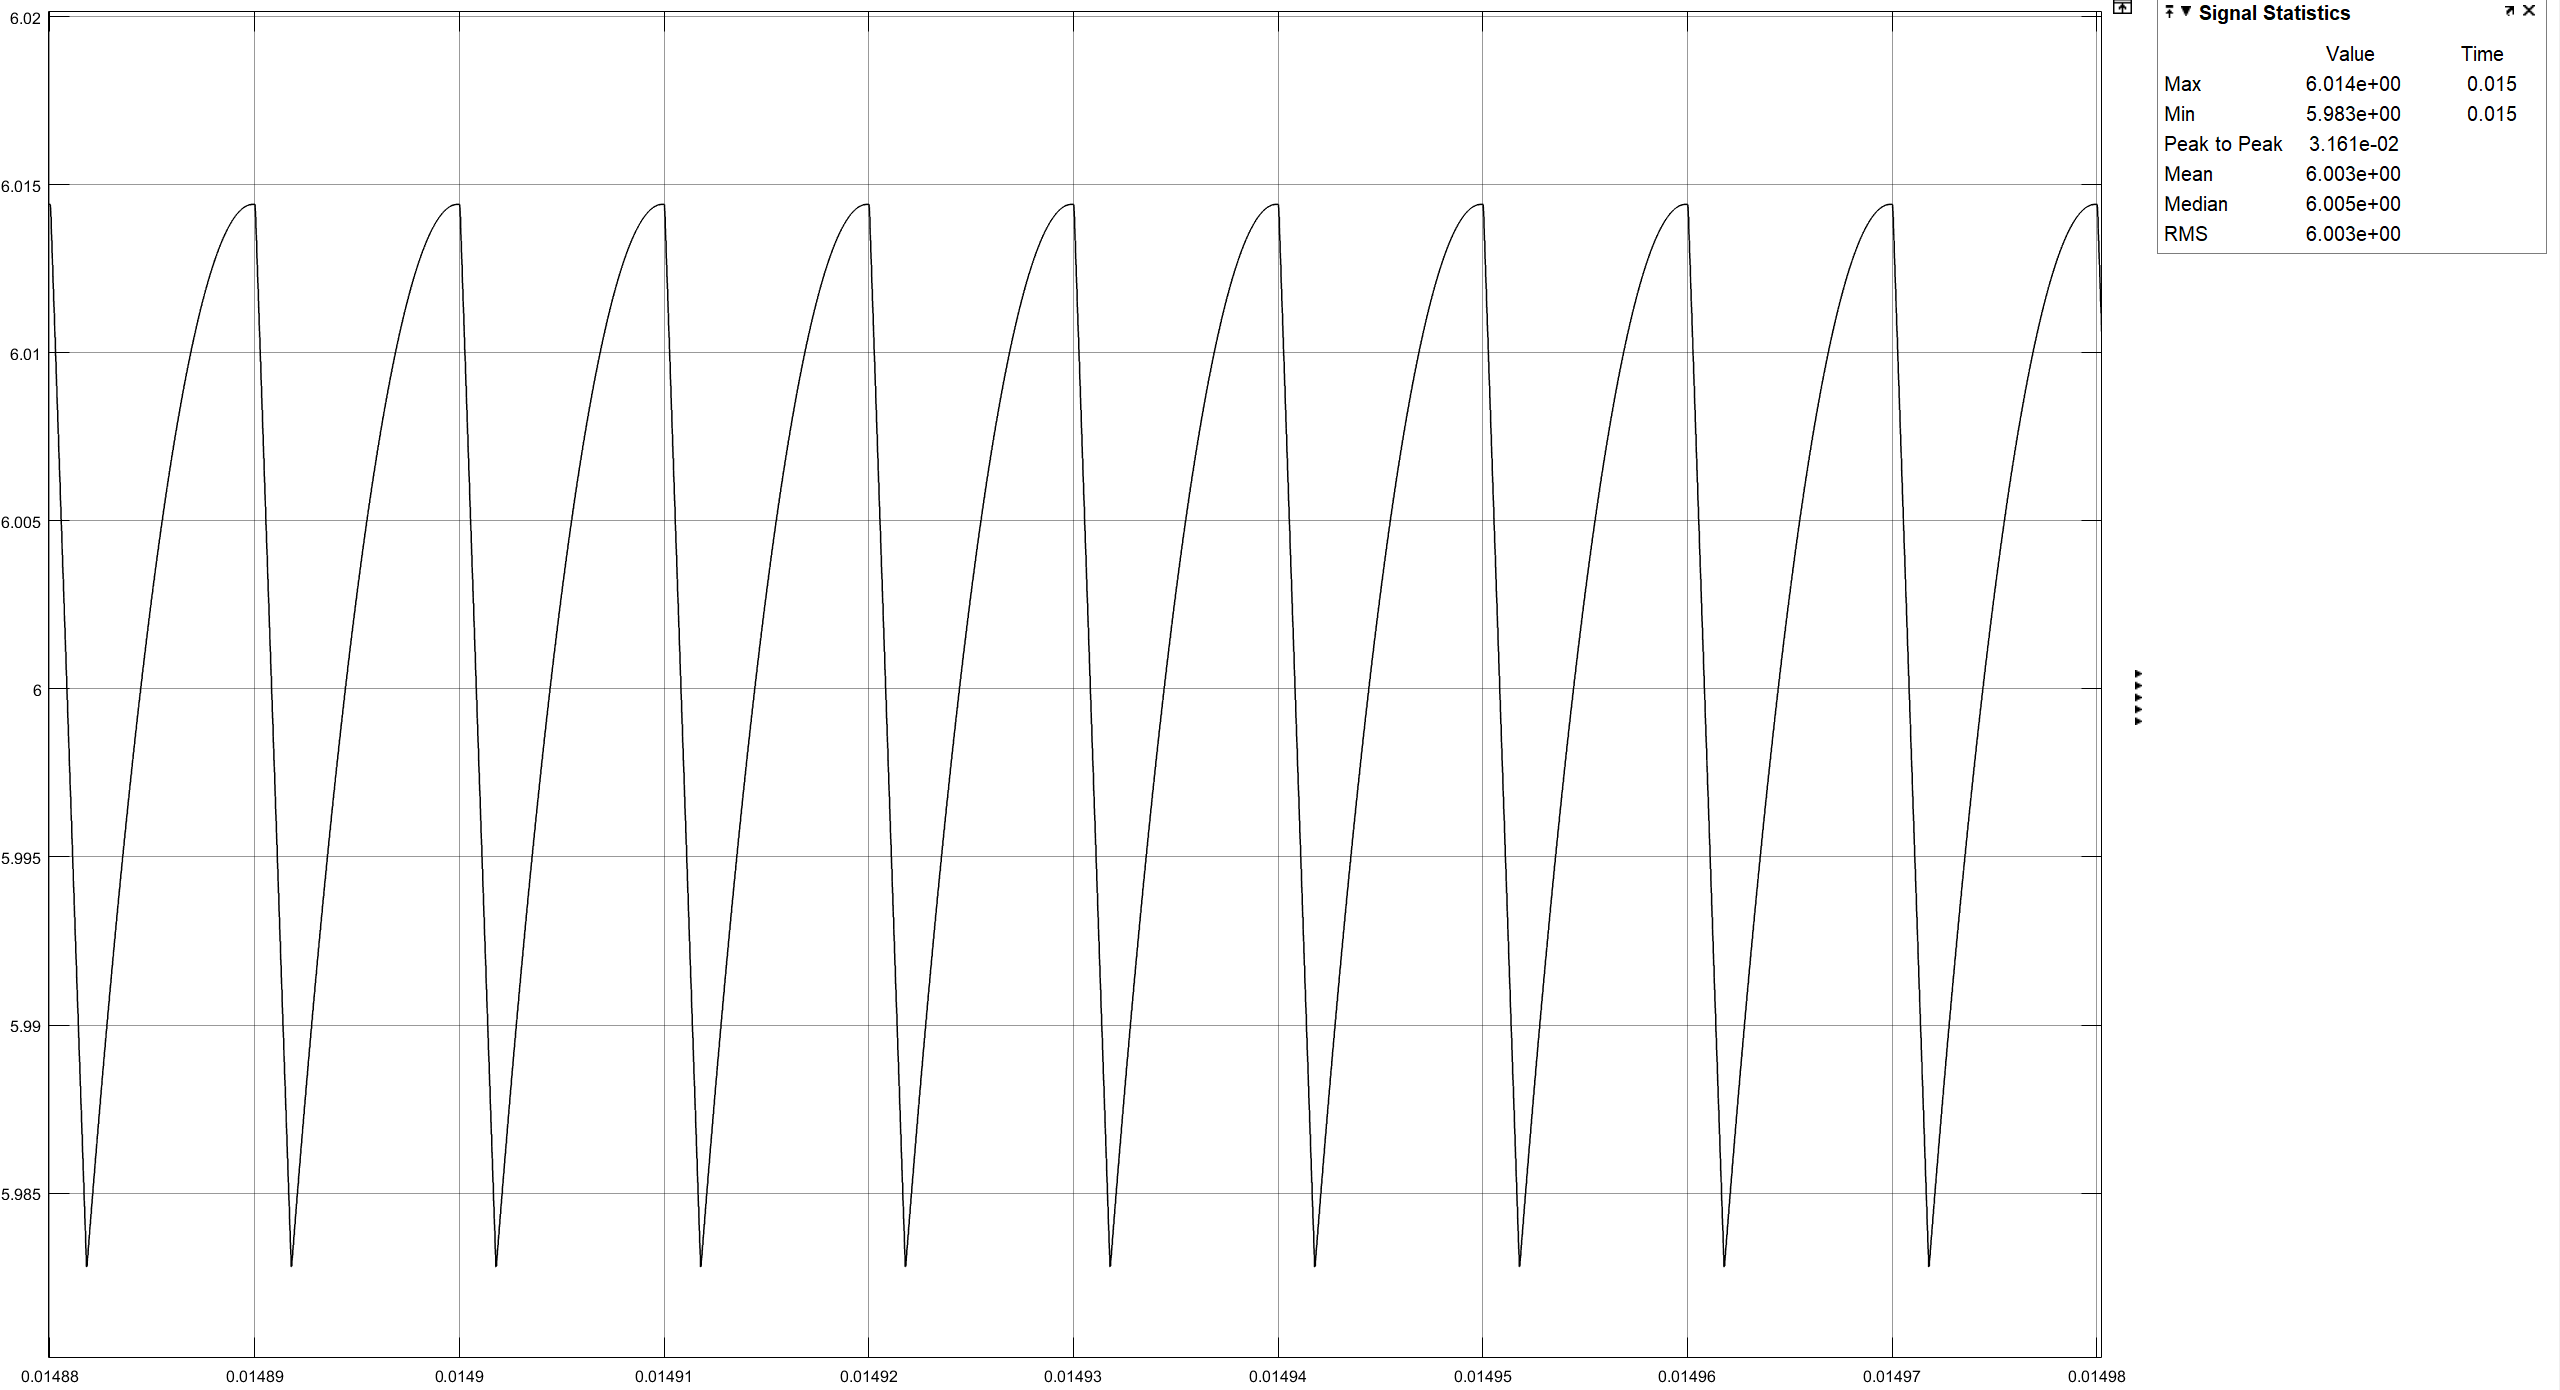 6.02
6.015
6.01
6.005
6
5.995
5.99
5.985
0.01488 0.01489 0.0149 0.01491 0.01492 0.01493 0.01494 0.01495 0.01496 0.01497 0.01498
Signal Statistics
Value Time
Max 6.014e+00 0.015
Min 5.983e+00 0.015
Peak to Peak 3.161e-02
Mean 6.003e+00
Median 6.005e+00
RMS 6.003e+00